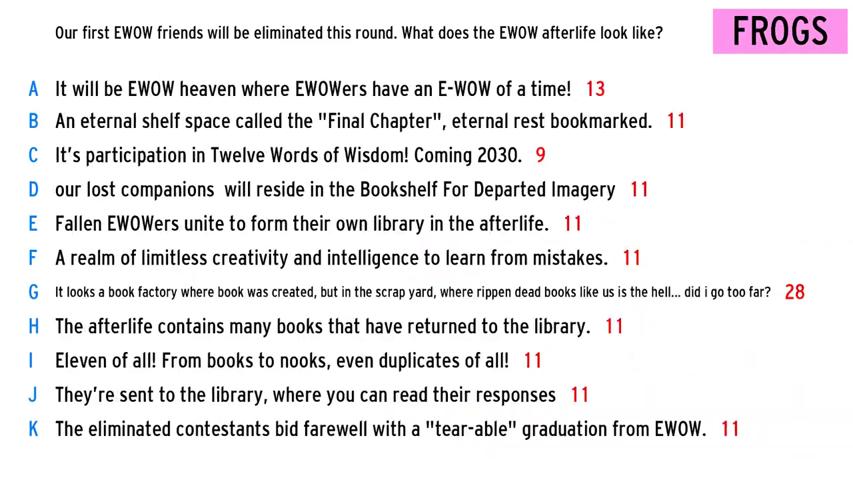 Our first EWOW friends will be eliminated this round. What does the EWOW afterlife look like?
FROGS
A It will be EWOW heaven where EWOWers have an E-WOW of a time! 13
B An eternal shelf space called the "Final Chapter", eternal rest bookmarked. 11
C It's participation in Twelve Words of Wisdom! Coming 2030. 9
D our lost companions  will reside in the Bookshelf For Departed Imagery 11
E Fallen EWOWers unite to form their own library in the afterlife. 11
F A realm of limitless creativity and intelligence to learn from mistakes. 11
G It looks a book factory where book was created, but in the scrap yard, where rippen dead books like us is the hell... did i go too far? 28
H The afterlife contains many books that have returned to the library. 11
I Eleven of all! From books to nooks, even duplicates of all! 11
J They're sent to the library, where you can read their responses 11
K The eliminated contestants bid farewell with a "tear-able" graduation from EWOW. 11